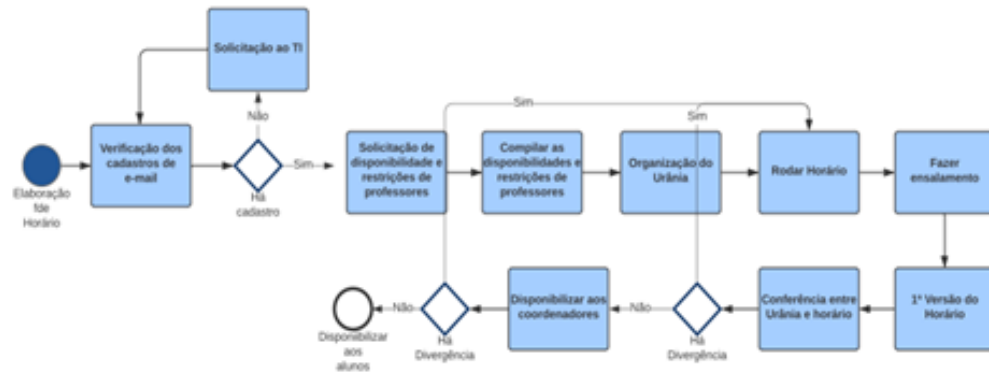 Solicitação ao TI
Não
Verificação dos
cadastros de
e-mail
Elaboração
fde
Horário
Há
cadastro
Sim
Sim
Sim
Solicitação de
disponibilidade e
restrições de
professores
Compilar as
disponibilidades e
restrições de
professores
Organização do
Urânia
Rodar Horário
Fazer
ensalamento
1ª Versão do
Horário
Conferência entre
Urânia e horário
Há
Divergência
Não
Disponibilizar aos
coordenadores
Há
Divergência
Não
Disponibilizar
aos
alunos